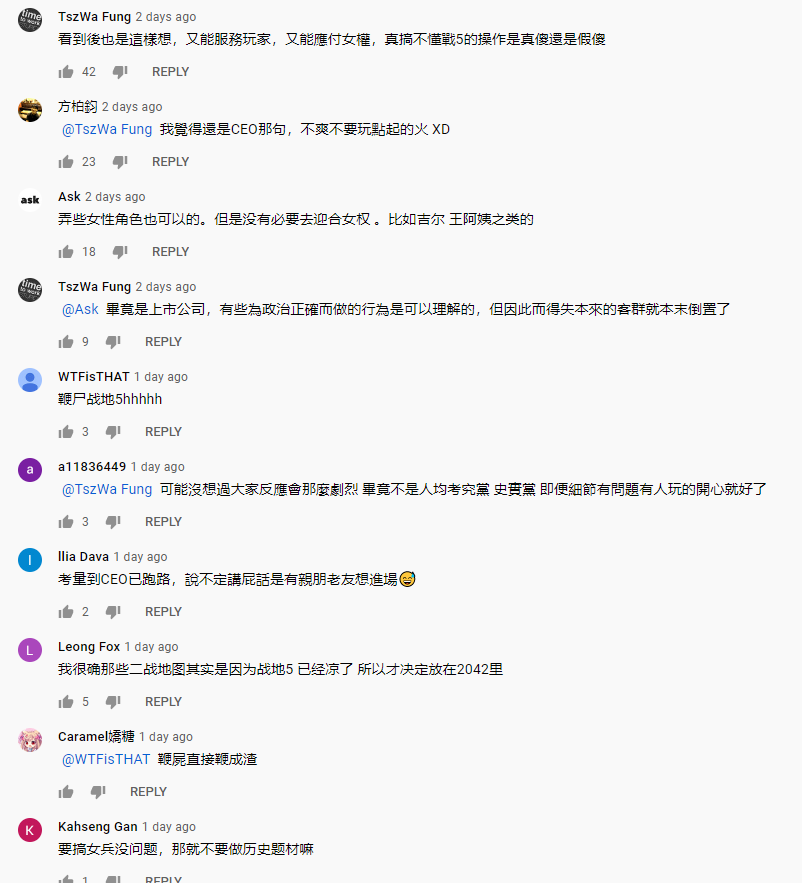 time
to work
TszWa Fung 2 days ago
看到後也是這樣想，又能服務玩家，又能應付女權，真搞不懂戰5的操作是真傻還是假傻
42 REPLY
方柏鈞 2 days ago
@TszWa Fung 我覺得還是CEO那句，不爽不要玩點起的火 XD
23 REPLY
ask
Ask 2 days ago
弄些女性角色也可以的。但是没有必要去迎合女权 。比如吉尔 王阿姨之类的
18 REPLY
time
to work
TszWa Fung 2 days ago
@Ask 畢竟是上市公司，有些為政治正確而做的行為是可以理解的，但因此而得失本來的客群就本末倒置了
9 REPLY
WTFisTHAT 1 day ago
鞭尸战地5hhhhh
3 REPLY
a
a11836449 1 day ago
@TszWa Fung 可能沒想過大家反應會那麼劇烈 畢竟不是人均考究黨 史實黨 即便細節有問題有人玩的開心就好了
3 REPLY
I
llia Dava 1 day ago
考量到CEO已跑路，說不定講屁話是有親朋老友想進場😅
2 REPLY
L
Leong Fox 1 day ago
我很确那些二战地图其实是因为战地5 已经凉了 所以才决定放在2042里
5 REPLY
Caramel嬌糖 1 day ago
@WTFisTHAT 鞭屍直接鞭成渣
REPLY
K
Kahseng Gan 1 day ago
要搞女兵没问题，那就不要做历史题材嘛
1 REPLY